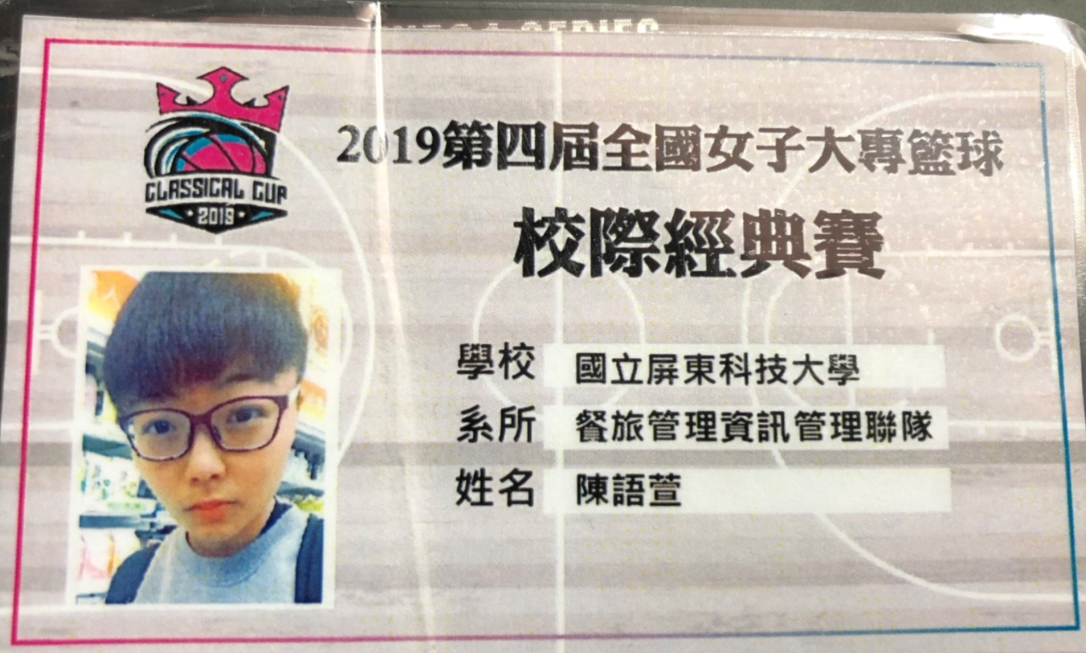 SERIES
CLASSICAL CUP
2019
2019第四屆全國女子大專籃球
校際經典賽
學校 國立屏東科技大學
系所 餐旅管理資訊管理聯隊
姓名 陳語萱